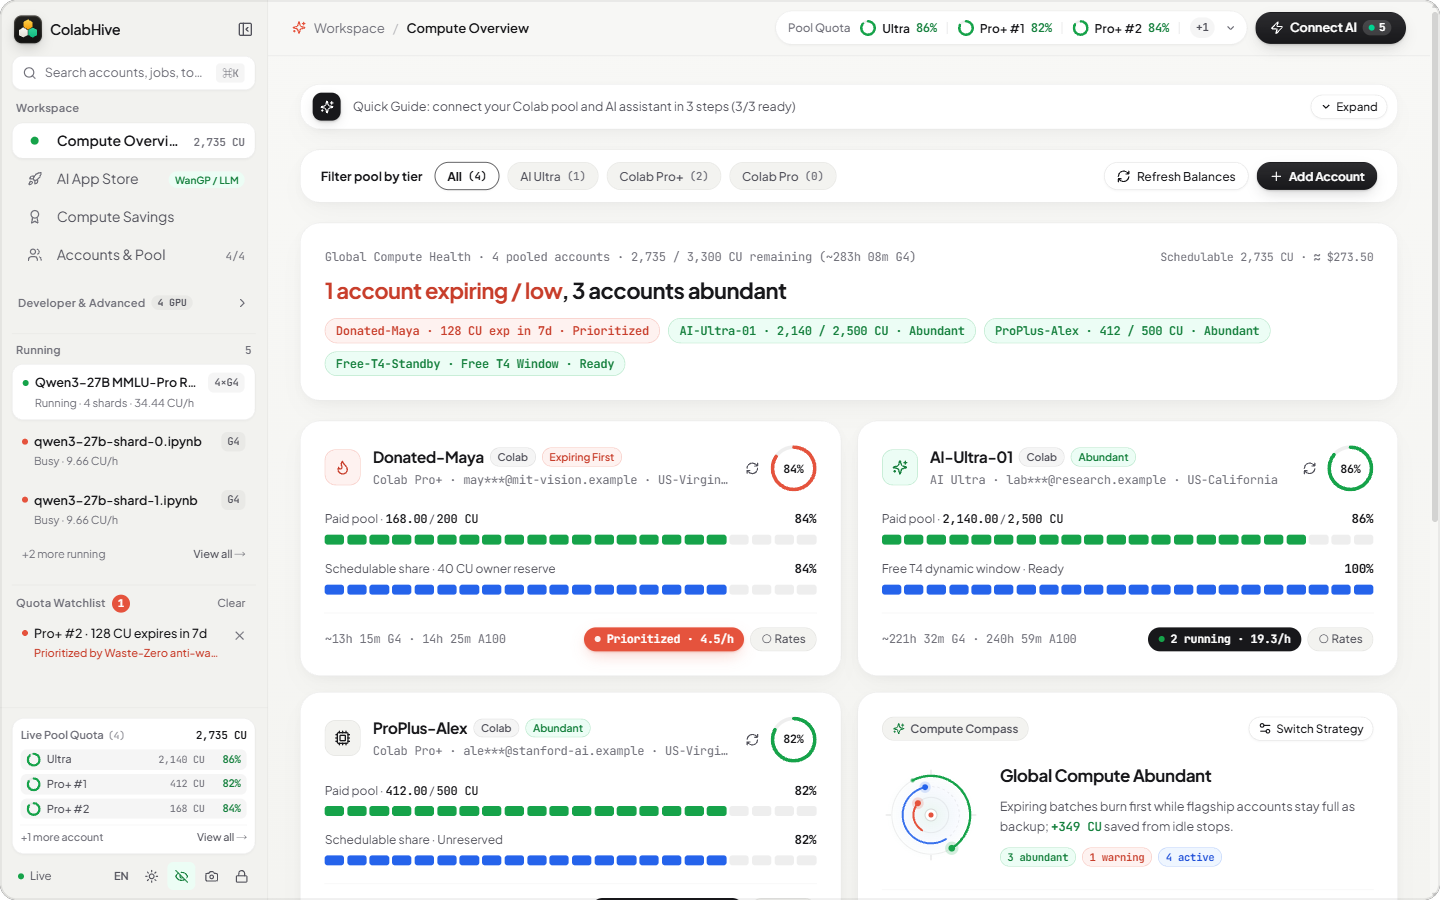 ColabHive
Search accounts, jobs, to... ⌘K
Workspace
Compute Overvi... 2,735 CU
AI App Store WanGP / LLM
Compute Savings
Accounts & Pool 4/4
Developer & Advanced 4 GPU
Running 5
Qwen3-27B MMLU-Pro R... 4×G4
Running · 4 shards · 34.44 CU/h
qwen3-27b-shard-0.ipynb G4
Busy · 9.66 CU/h
qwen3-27b-shard-1.ipynb G4
Busy · 9.66 CU/h
+2 more running View all →
Quota Watchlist 1 Clear
Pro+ #2 · 128 CU expires in 7d
Prioritized by Waste-Zero anti-wa...
Live Pool Quota (4) 2,735 CU
Ultra 2,140 CU 86%
Pro+ #1 412 CU 82%
Pro+ #2 168 CU 84%
+1 more account View all →
Live EN
Workspace / Compute Overview
Pool Quota Ultra 86% Pro+ #1 82% Pro+ #2 84% +1
Connect AI 5
Quick Guide: connect your Colab pool and AI assistant in 3 steps (3/3 ready) Expand
Filter pool by tier All (4) AI Ultra (1) Colab Pro+ (2) Colab Pro (0) Refresh Balances + Add Account
Global Compute Health · 4 pooled accounts · 2,735 / 3,300 CU remaining (~283h 08m G4) Schedulable 2,735 CU · ≈ $273.50
1 account expiring / low, 3 accounts abundant
Donated-Maya · 128 CU exp in 7d · Prioritized AI-Ultra-01 · 2,140 / 2,500 CU · Abundant ProPlus-Alex · 412 / 500 CU · Abundant
Free-T4-Standby · Free T4 Window · Ready
Donated-Maya Colab Expiring First 84%
Colab Pro+ · may***@mit-vision.example · US-Virgin...
Paid pool · 168.00/200 CU 84%
Schedulable share · 40 CU owner reserve 84%
~13h 15m G4 · 14h 25m A100 Prioritized · 4.5/h Rates
AI-Ultra-01 Colab Abundant 86%
AI Ultra · lab***@research.example · US-California
Paid pool · 2,140.00/2,500 CU 86%
Free T4 dynamic window · Ready 100%
~221h 32m G4 · 240h 59m A100 2 running · 19.3/h Rates
ProPlus-Alex Colab Abundant 82%
Colab Pro+ · ale***@stanford-ai.example · US-Virgi...
Paid pool · 412.00/500 CU 82%
Schedulable share · Unreserved 82%
Compute Compass Switch Strategy
Global Compute Abundant
Expiring batches burn first while flagship accounts stay full as
backup; +349 CU saved from idle stops.
3 abundant 1 warning 4 active